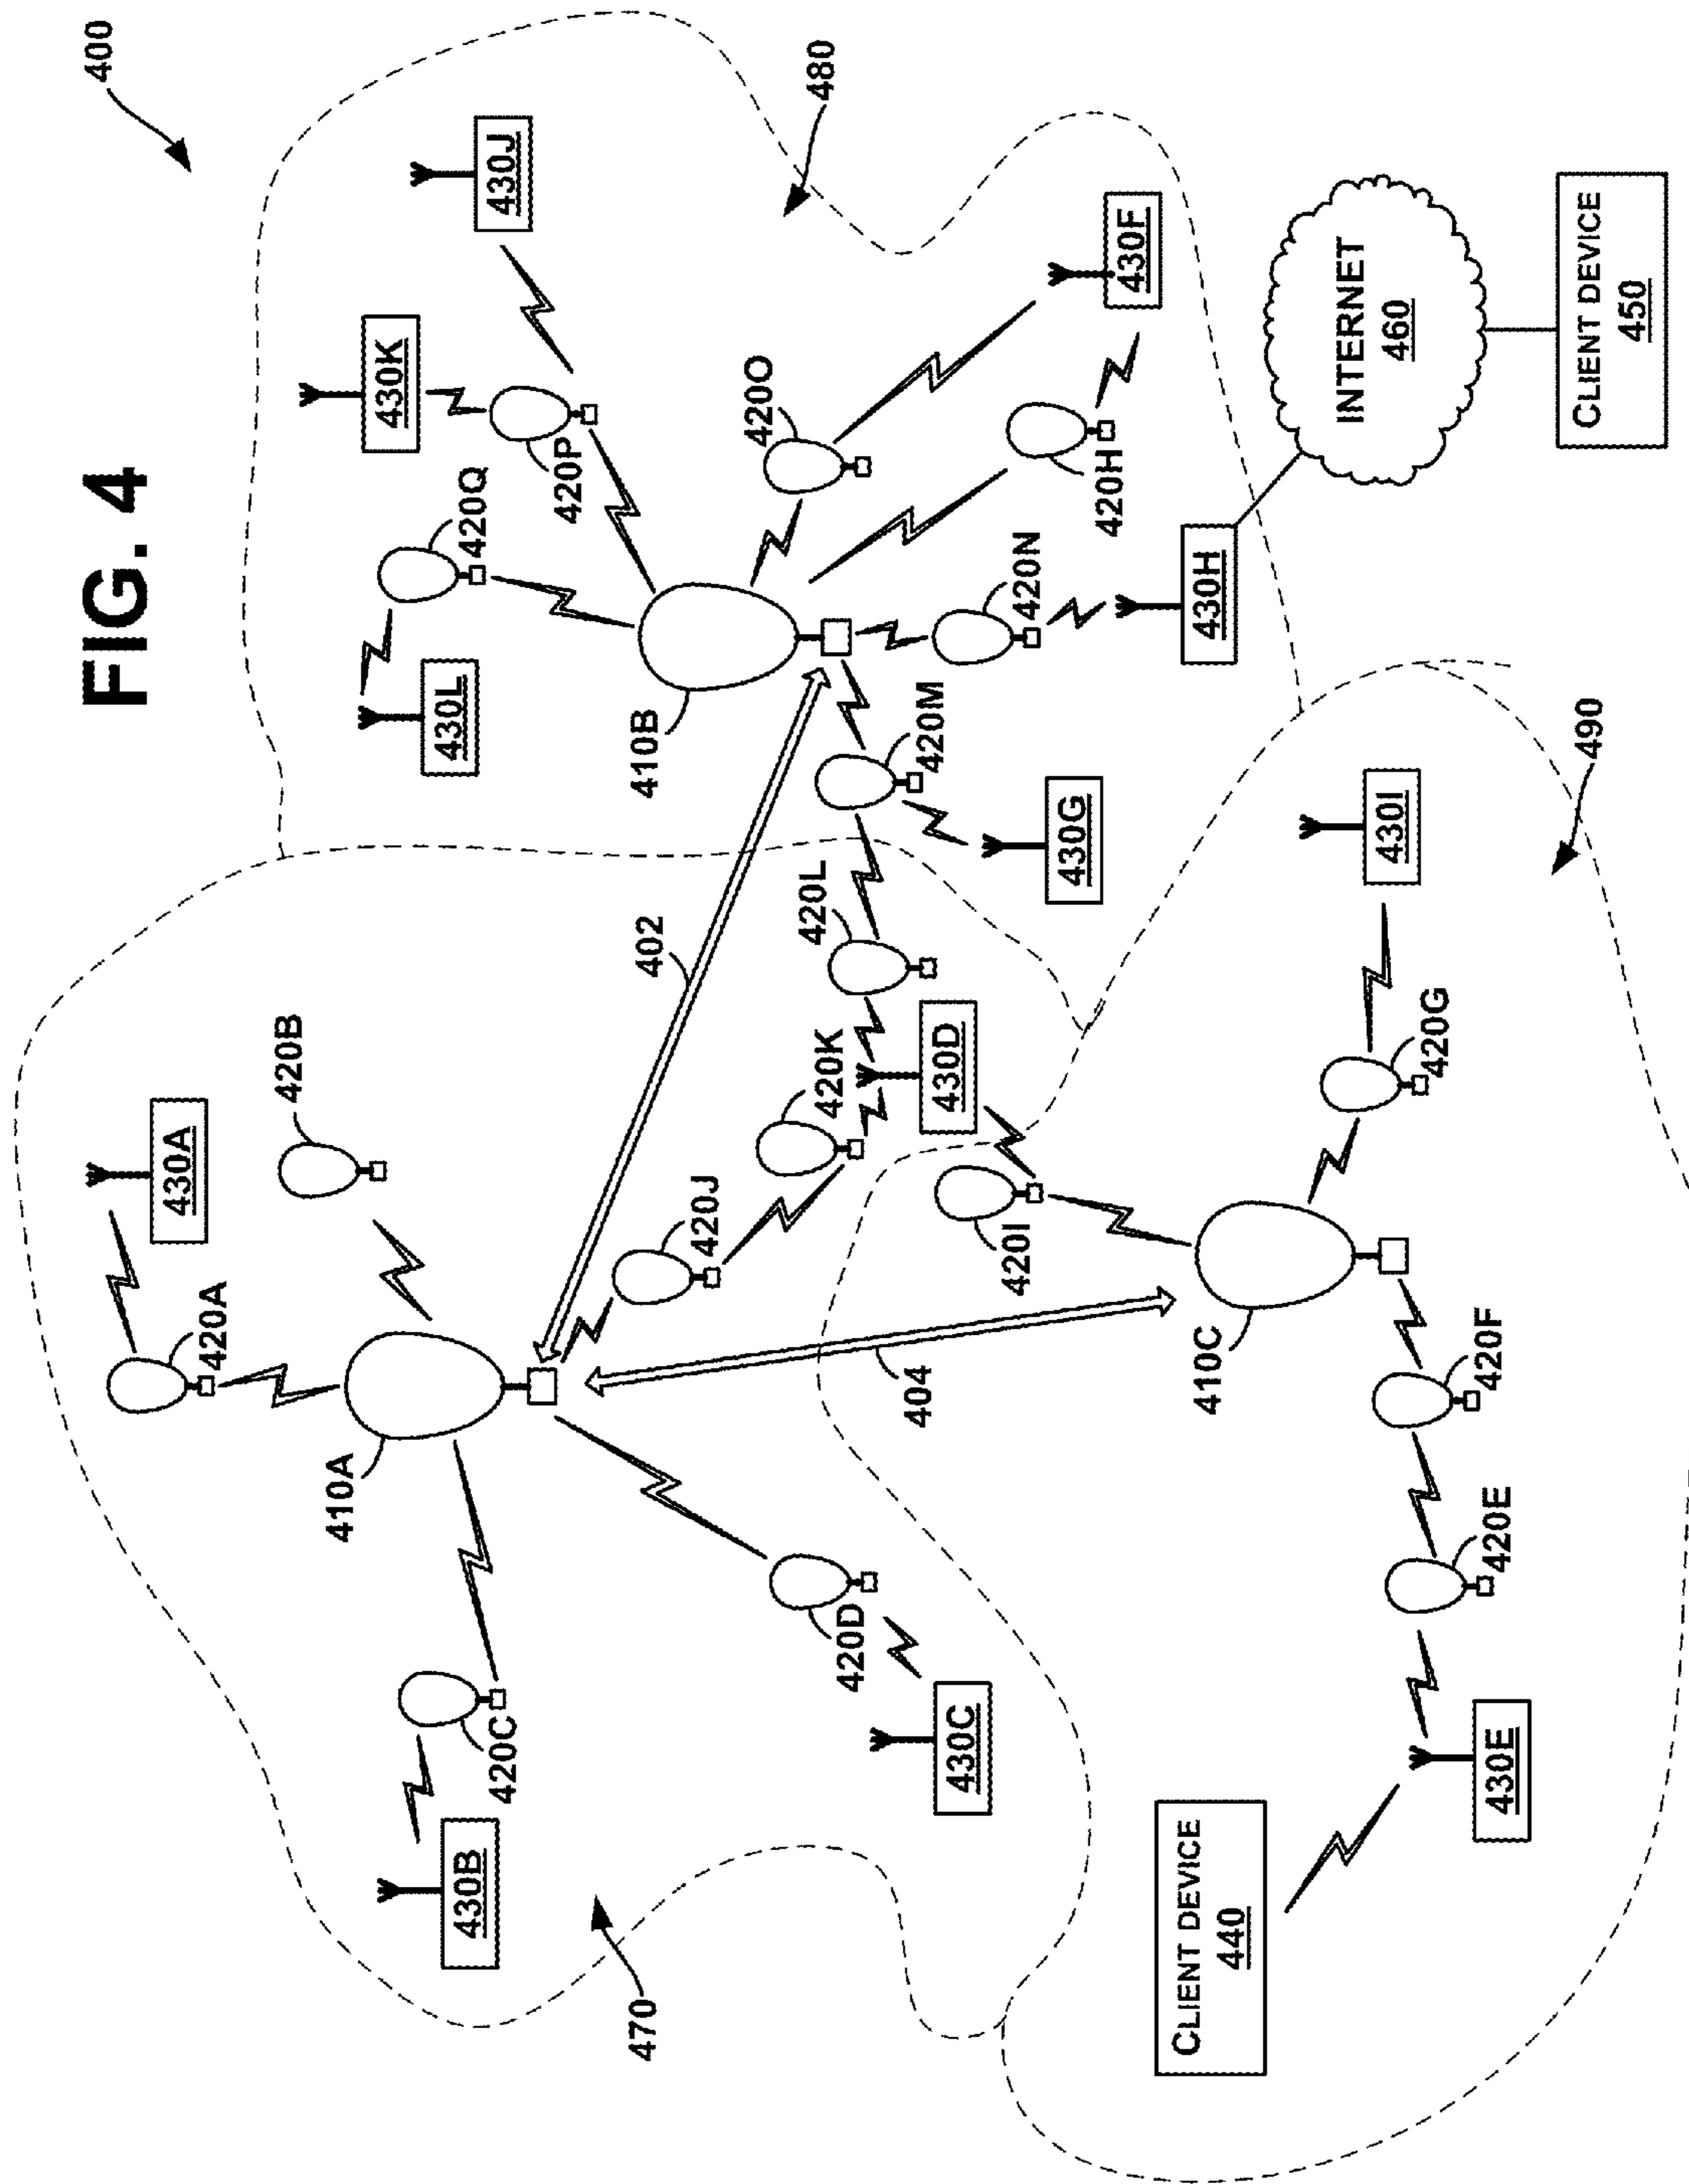 FIG. 4
400
430A
420A
420B
410A
430K
430L
430B
420Q
420C
430J
420P
470
410B
402
420J
420O
420L
480
420K
420D
404
420M
430D
430C
420I
420N
430G
420H
430F
CLIENT DEVICE
440
410C
430H
INTERNET
460
430I
420G
420F
420E
430E
490
CLIENT DEVICE
450